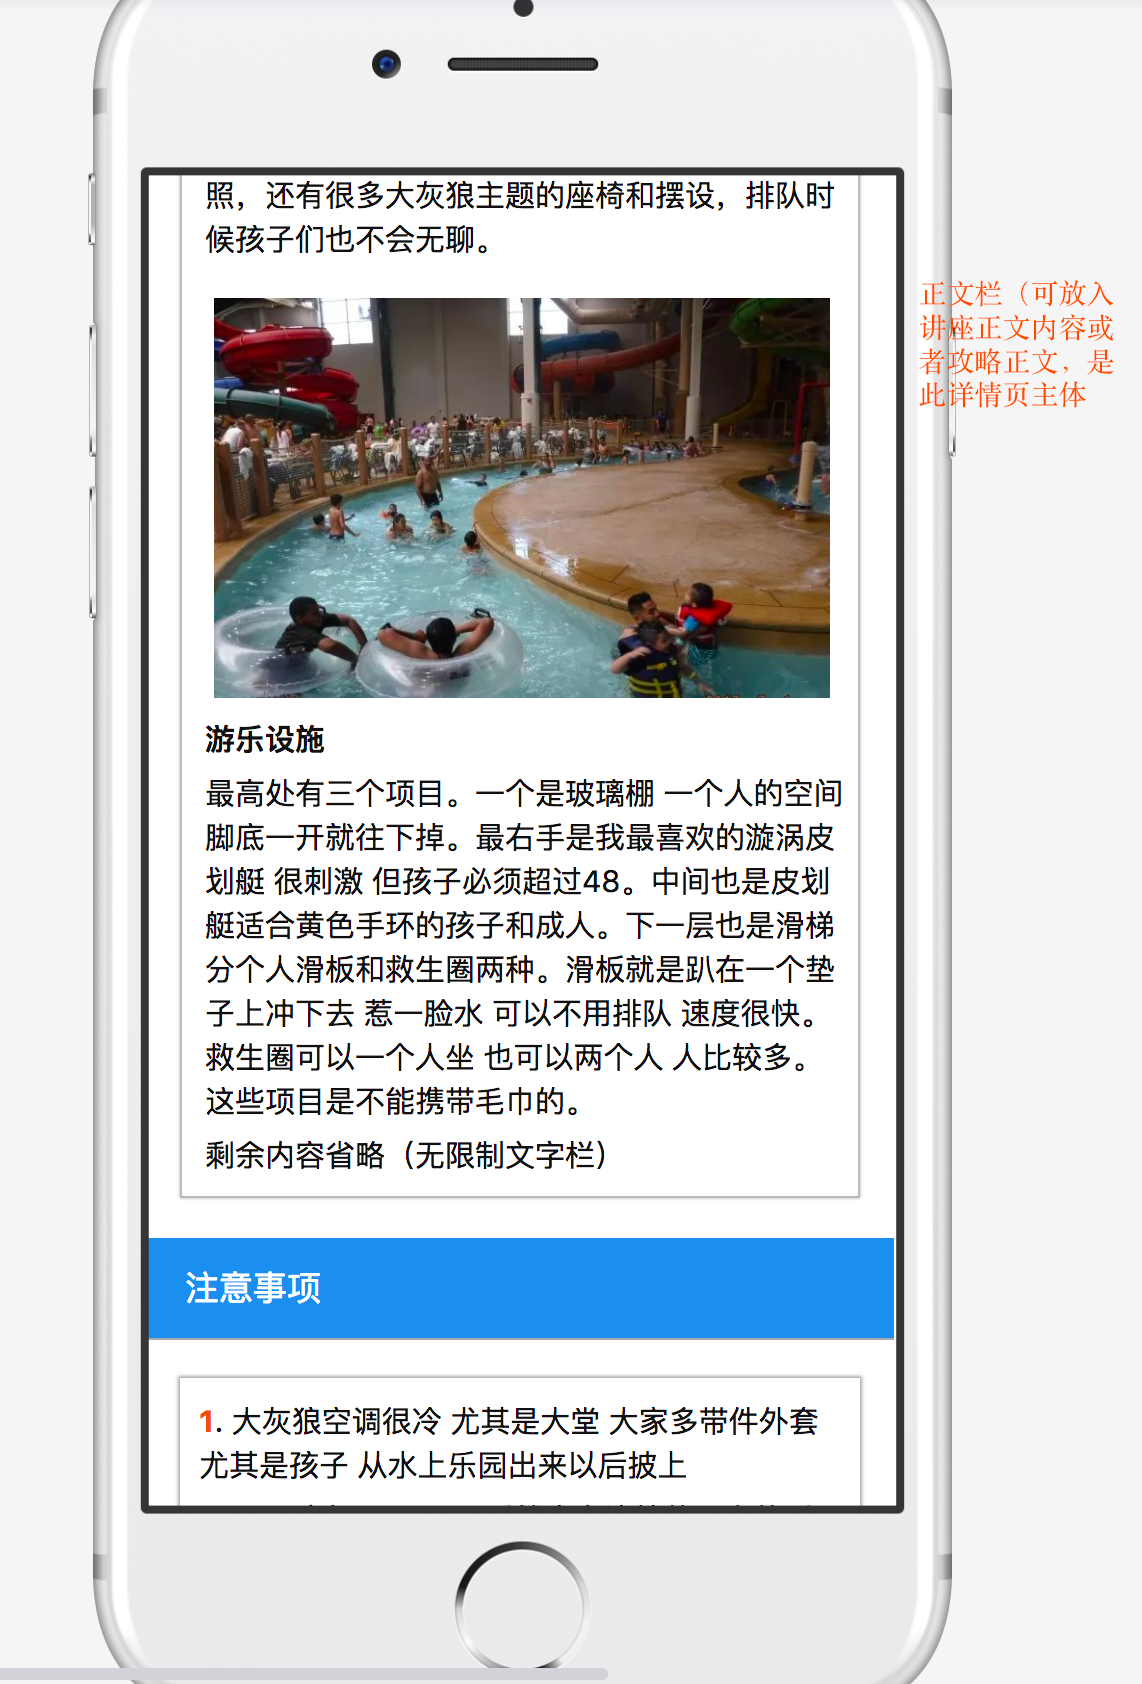 照，还有很多大灰狼主题的座椅和摆设，排队时
候孩子们也不会无聊。
正文栏（可放入
讲座正文内容或
者攻略正文，是
此详情页主体
游乐设施
最高处有三个项目。一个是玻璃棚 一个人的空间
脚底一开就往下掉。最右手是我最喜欢的漩涡皮
划艇 很刺激 但孩子必须超过48。中间也是皮划
艇适合黄色手环的孩子和成人。下一层也是滑梯
分个人滑板和救生圈两种。滑板就是趴在一个垫
子上冲下去 惹一脸水 可以不用排队 速度很快。
救生圈可以一个人坐 也可以两个人 人比较多。
这些项目是不能携带毛巾的。
剩余内容省略（无限制文字栏）
注意事项
1. 大灰狼空调很冷 尤其是大堂 大家多带件外套
尤其是孩子 从水上乐园出来以后披上